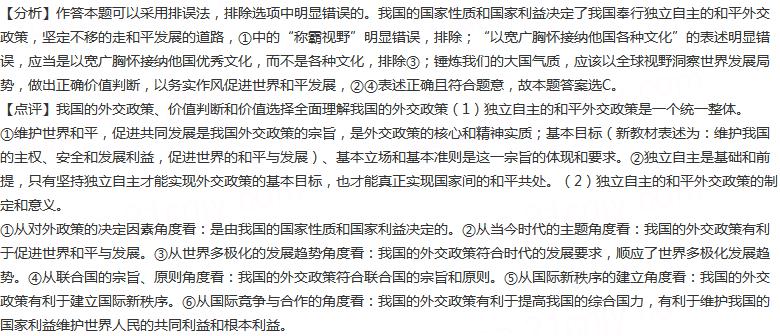 【分析】作答本题可以采用排误法，排除选项中明显错误的。我国的国家性质和国家利益决定了我国奉行独立自主的和平外交
政策，坚定不移的走和平发展的道路，①中的“称霸视野”明显错误，排除；“以宽广胸怀接纳他国各种文化”的表述明显错
误，应当是以宽广胸怀接纳他国优秀文化，而不是各种文化，排除③；锤炼我们的大国气质，应该以全球视野洞察世界发展局
势，做出正确价值判断，以务实作风促进世界和平发展，②④表述正确且符合题意，故本题答案选C。
【点评】我国的外交政策、价值判断和价值选择全面理解我国的外交政策（1）独立自主的和平外交政策是一个统一整体。
①维护世界和平，促进共同发展是我国外交政策的宗旨，是外交政策的核心和精神实质；基本目标（新教材表述为：维护我国
的主权、安全和发展利益，促进世界的和平与发展）、基本立场和基本准则是这一宗旨的体现和要求。②独立自主是基础和前
提，只有坚持独立自主才能实现外交政策的基本目标，也才能真正实现国家间的和平共处。（2）独立自主的和平外交政策的制
定和意义。
①从对外政策的决定因素角度看：是由我国的国家性质和国家利益决定的。②从当今时代的主题角度看：我国的外交政策有利
于促进世界和平与发展。③从世界多极化的发展趋势角度看：我国的外交政策符合时代的发展要求，顺应了世界多极化发展趋
势。④从联合国的宗旨、原则角度看：我国的外交政策符合联合国的宗旨和原则。⑤从国际新秩序的建立角度看：我国的外交
政策有利于建立国际新秩序。⑥从国际竞争与合作的角度看：我国的外交政策有利于提高我国的综合国力，有利于维护我国的
国家利益维护世界人民的共同利益和根本利益。